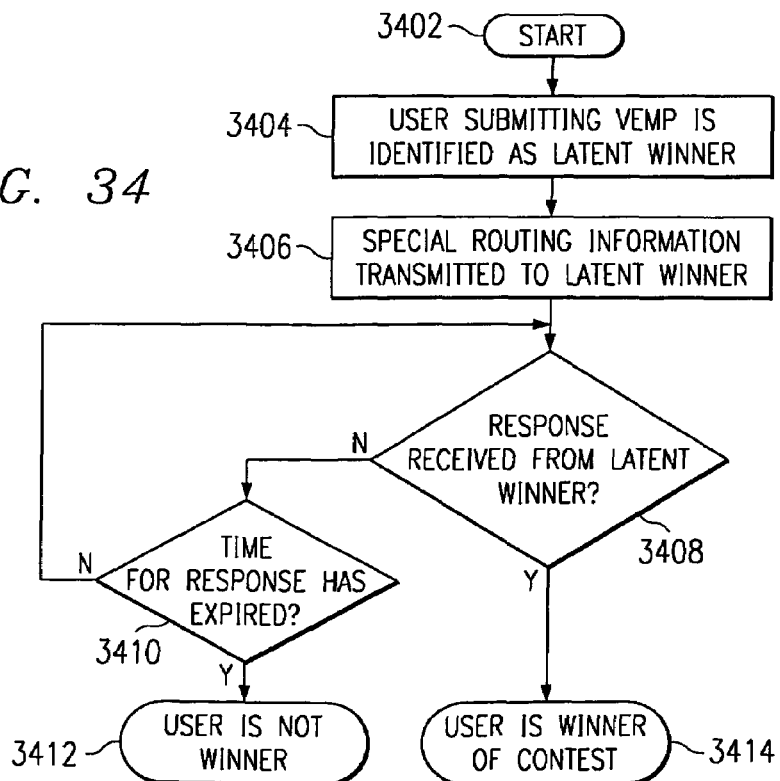 3402
START
3404
USER SUBMITTING VEMP IS
IDENTIFIED AS LATENT WINNER
G. 34
3406
SPECIAL ROUTING INFORMATION
TRANSMITTED TO LATENT WINNER
RESPONSE
RECEIVED FROM LATENT
WINNER?
N
3408
TIME
FOR RESPONSE HAS
EXPIRED?
N
3410
Y
Y
USER IS NOT
WINNER
3412
USER IS WINNER
OF CONTEST
3414